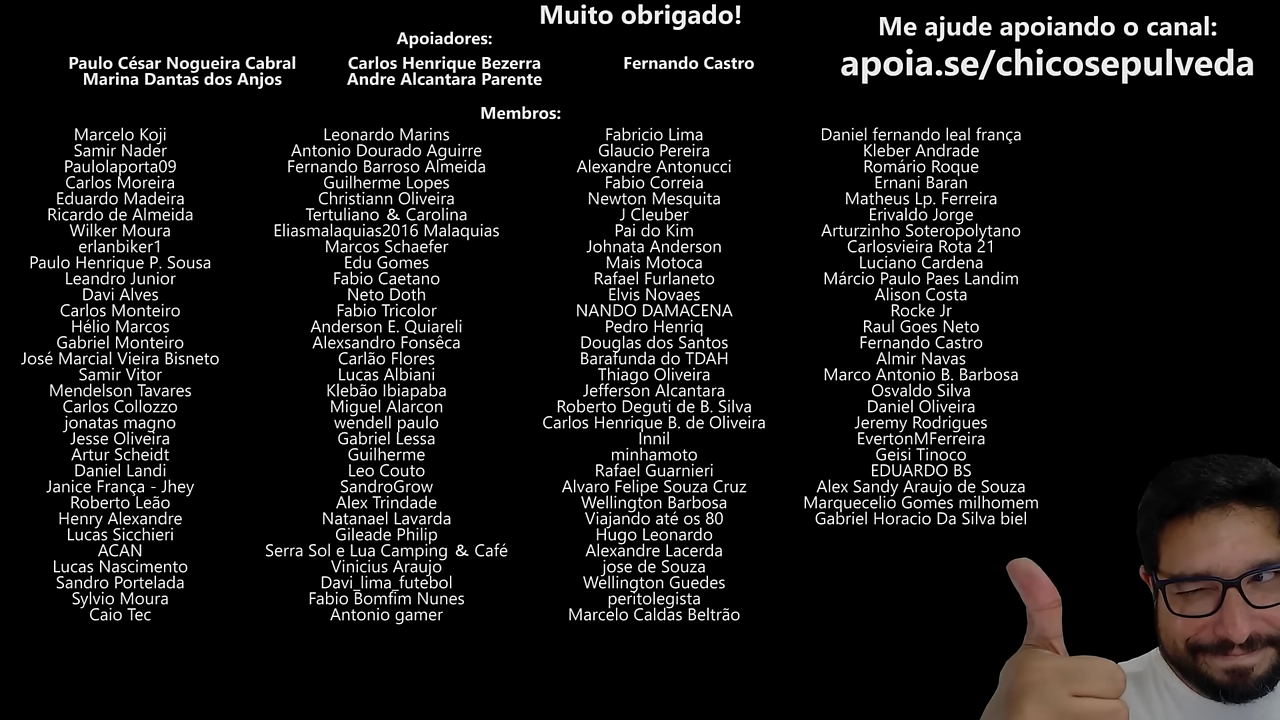 Muito obrigado!
Apoiadores:
Paulo César Nogueira Cabral
Marina Dantas dos Anjos
Carlos Henrique Bezerra
Andre Alcantara Parente
Fernando Castro
Me ajude apoiando o canal:
apoia.se/chicosepulveda
Membros:
Marcelo Koji
Samir Nader
Paulolaporta09
Carlos Moreira
Eduardo Madeira
Ricardo de Almeida
Wilker Moura
erlanbiker1
Paulo Henrique P. Sousa
Leandro Junior
Davi Alves
Carlos Monteiro
Hélio Marcos
Gabriel Monteiro
José Marcial Vieira Bisneto
Samir Vitor
Mendelson Tavares
Carlos Collozzo
jonatas magno
Jesse Oliveira
Artur Scheidt
Daniel Landi
Janice França - Jhey
Roberto Leão
Henry Alexandre
Lucas Sicchieri
ACAN
Lucas Nascimento
Sandro Portelada
Sylvio Moura
Caio Tec
Leonardo Marins
Antonio Dourado Aguirre
Fernando Barroso Almeida
Guilherme Lopes
Christiann Oliveira
Tertuliano & Carolina
Eliasmalaquias2016 Malaquias
Marcos Schaefer
Edu Gomes
Fabio Caetano
Neto Doth
Fabio Tricolor
Anderson E. Quiareli
Alexsandro Fonsêca
Carlão Flores
Lucas Albiani
Klebão Ibiapaba
Miguel Alarcon
wendell paulo
Gabriel Lessa
Guilherme
Leo Couto
SandroGrow
Alex Trindade
Natanael Lavarda
Gileade Philip
Serra Sol e Lua Camping & Café
Vinicius Araujo
Davi_lima_futebol
Fabio Bomfim Nunes
Antonio gamer
Fabricio Lima
Glaucio Pereira
Alexandre Antonucci
Fabio Correia
Newton Mesquita
J Cleuber
Pai do Kim
Johnata Anderson
Mais Motoca
Rafael Furlaneto
Elvis Novaes
NANDO DAMACENA
Pedro Henriq
Douglas dos Santos
Barafunda do TDAH
Thiago Oliveira
Jefferson Alcantara
Roberto Deguti de B. Silva
Carlos Henrique B. de Oliveira
Innil
minhamoto
Rafael Guarnieri
Alvaro Felipe Souza Cruz
Wellington Barbosa
Viajando até os 80
Hugo Leonardo
Alexandre Lacerda
jose de Souza
Wellington Guedes
peritolegista
Marcelo Caldas Beltrão
Daniel fernando leal frança
Kleber Andrade
Romário Roque
Ernani Baran
Matheus Lp. Ferreira
Erivaldo Jorge
Arturzinho Soteropolytano
Carlosvieira Rota 21
Luciano Cardena
Márcio Paulo Paes Landim
Alison Costa
Rocke Jr
Raul Goes Neto
Fernando Castro
Almir Navas
Marco Antonio B. Barbosa
Osvaldo Silva
Daniel Oliveira
Jeremy Rodrigues
EvertonMFerreira
Geisi Tinoco
EDUARDO BS
Alex Sandy Araujo de Souza
Marquecelio Gomes milhomem
Gabriel Horacio Da Silva biel